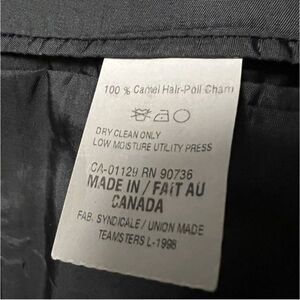 100 % Camel Hair-Poil Cham
DRY CLEAN ONLY
LOW MOISTURE UTILITY PRESS
CA-01129 RN 90736
MADE IN / FAIT AU
CANADA
FAB. SYNDICALE / UNION MADE
TEAMSTERS L-1998